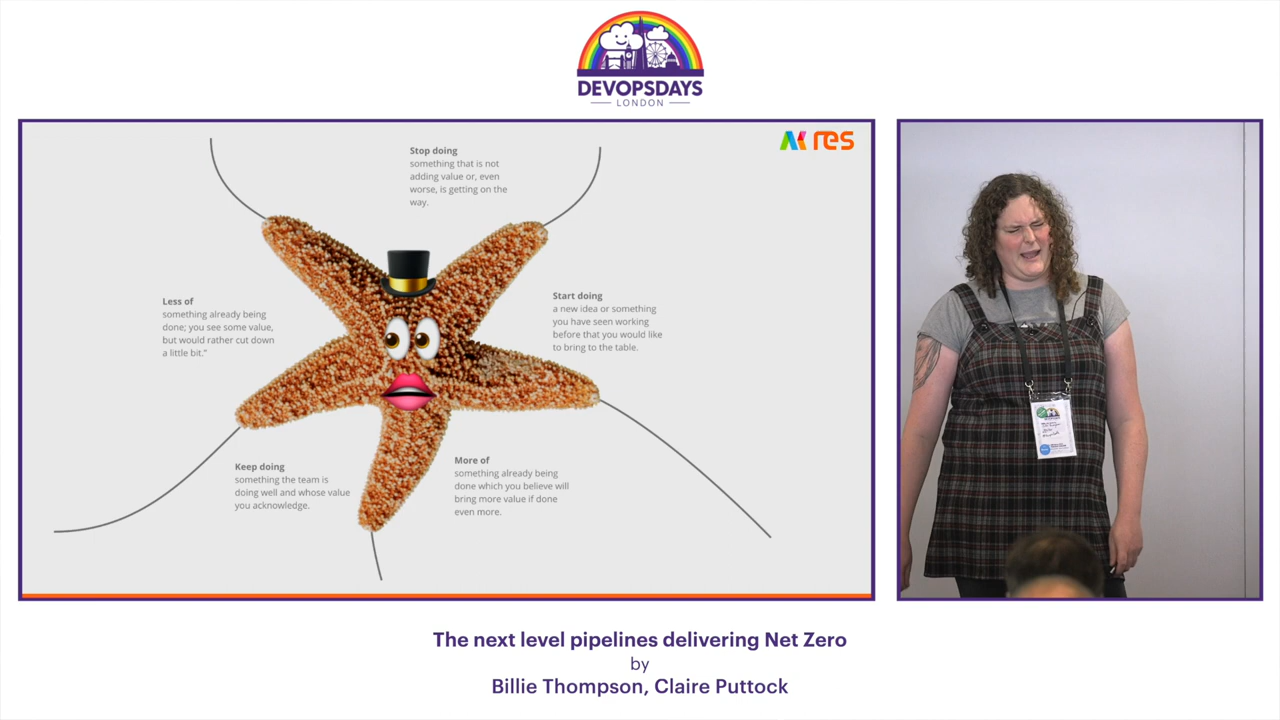 DEVOPSDAYS
LONDON
res
Stop doing
something that is not
adding value or, even
worse, is getting on the
way.
Less of
something already being
done; you see some value,
but would rather cut down
a little bit."
Start doing
a new idea or something
you have seen working
before that you would like
to bring to the table.
Keep doing
something the team is
doing well and whose value
you acknowledge.
More of
something already being
done which you believe will
bring more value if done
even more.
The next level pipelines delivering Net Zero
by
Billie Thompson, Claire Puttock